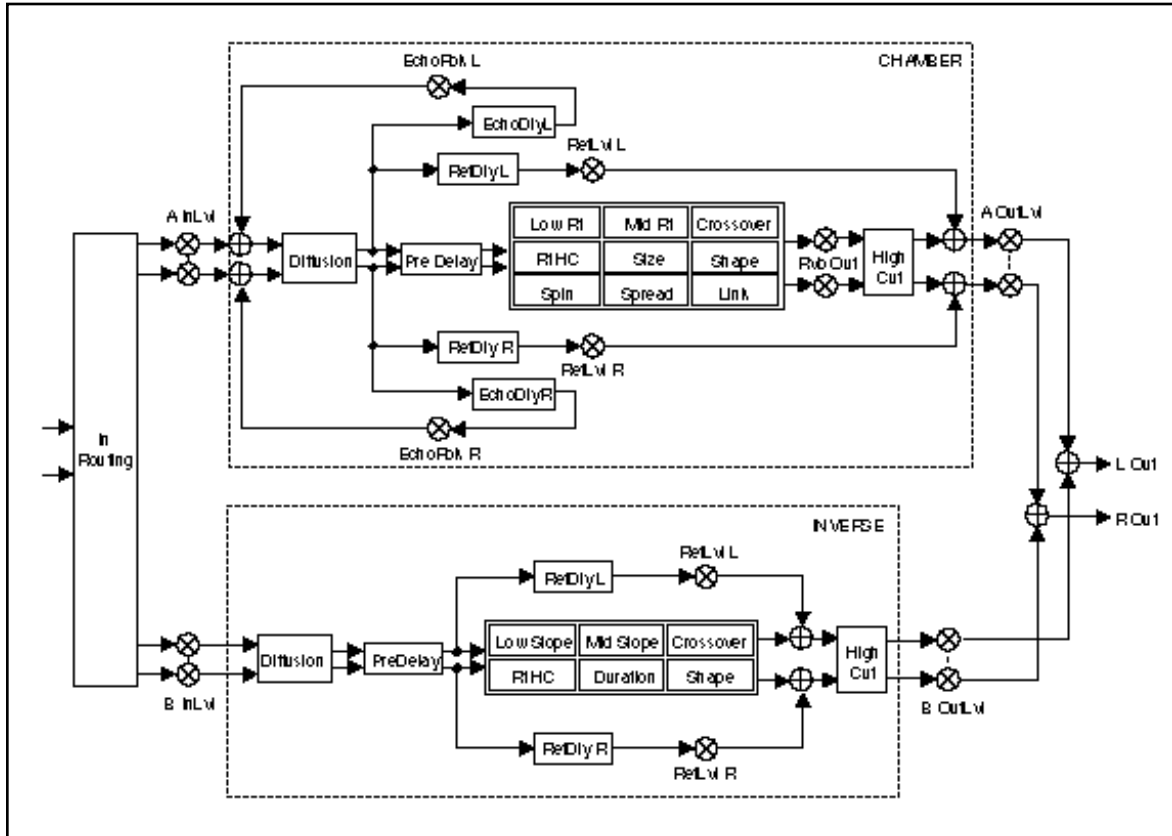 CHAMBER
EchoFbk L
EchoDlyL
RefLvl L
RefDlyL
A InLvl
Low Rt Mid Rt Crossover
A OutLvl
Diffusion
Pre Delay
RtHC Size Shape
Rvb Out
High
Cut
Spin Spread Link
RefDly R
RefLvl R
EchoDlyR
EchoFbk R
In
Routing
L Out
R Out
INVERSE
RefLvl L
RefDlyL
Low Slope Mid Slope Crossover
Diffusion
PreDelay
High
Cut
RtHC Duration Shape
B InLvl
B OutLvl
RefDly R
RefLvl R